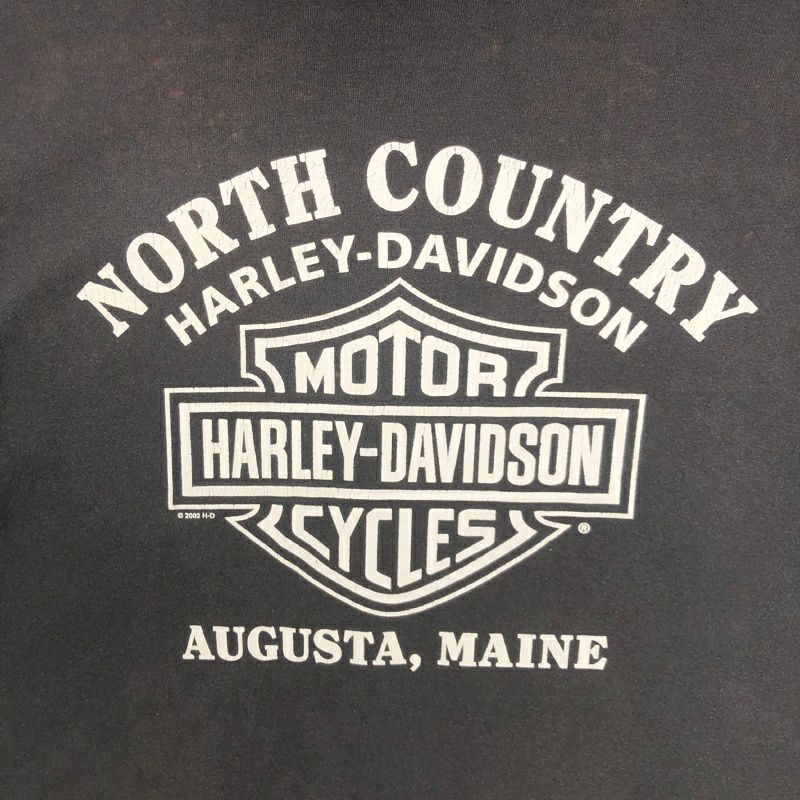 NORTH COUNTRY
HARLEY-DAVIDSON
MOTOR
HARLEY-DAVIDSON
CYCLES
© 2002 H-D
®
AUGUSTA, MAINE